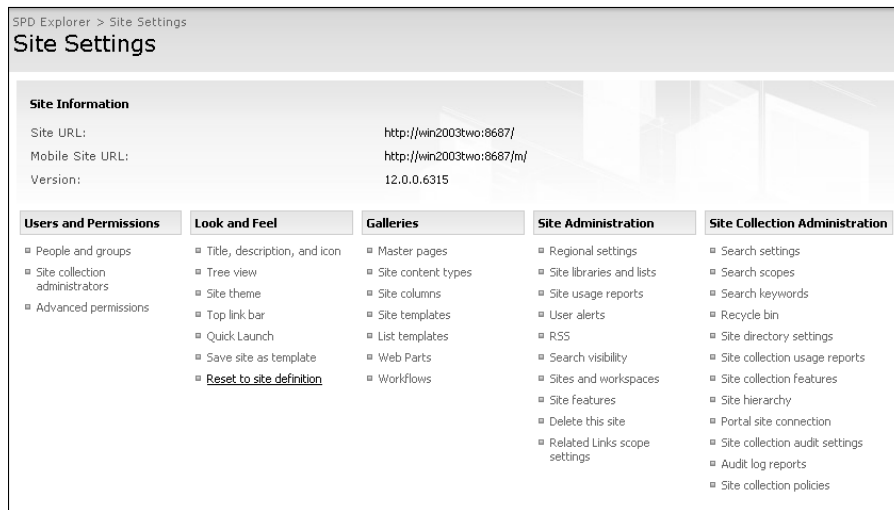 SPD Explorer > Site Settings
Site Settings
Site Information
Site URL: http://win2003two:8687/
Mobile Site URL: http://win2003two:8687/m/
Version: 12.0.0.6315
Users and Permissions
People and groups
Site collection
administrators
Advanced permissions
Look and Feel
Title, description, and icon
Tree view
Site theme
Top link bar
Quick Launch
Save site as template
Reset to site definition
Galleries
Master pages
Site content types
Site columns
Site templates
List templates
Web Parts
Workflows
Site Administration
Regional settings
Site libraries and lists
Site usage reports
User alerts
RSS
Search visibility
Sites and workspaces
Site features
Delete this site
Related Links scope
settings
Site Collection Administration
Search settings
Search scopes
Search keywords
Recycle bin
Site directory settings
Site collection usage reports
Site collection features
Site hierarchy
Portal site connection
Site collection audit settings
Audit log reports
Site collection policies